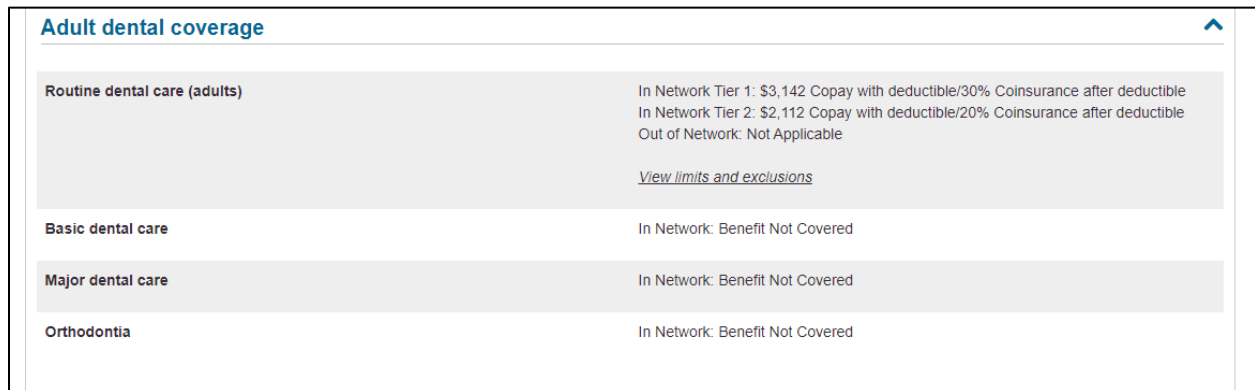 Adult dental coverage
Routine dental care (adults)
In Network Tier 1: $3,142 Copay with deductible/30% Coinsurance after deductible
In Network Tier 2: $2,112 Copay with deductible/20% Coinsurance after deductible
Out of Network: Not Applicable
View limits and exclusions
Basic dental care
In Network: Benefit Not Covered
Major dental care
In Network: Benefit Not Covered
Orthodontia
In Network: Benefit Not Covered